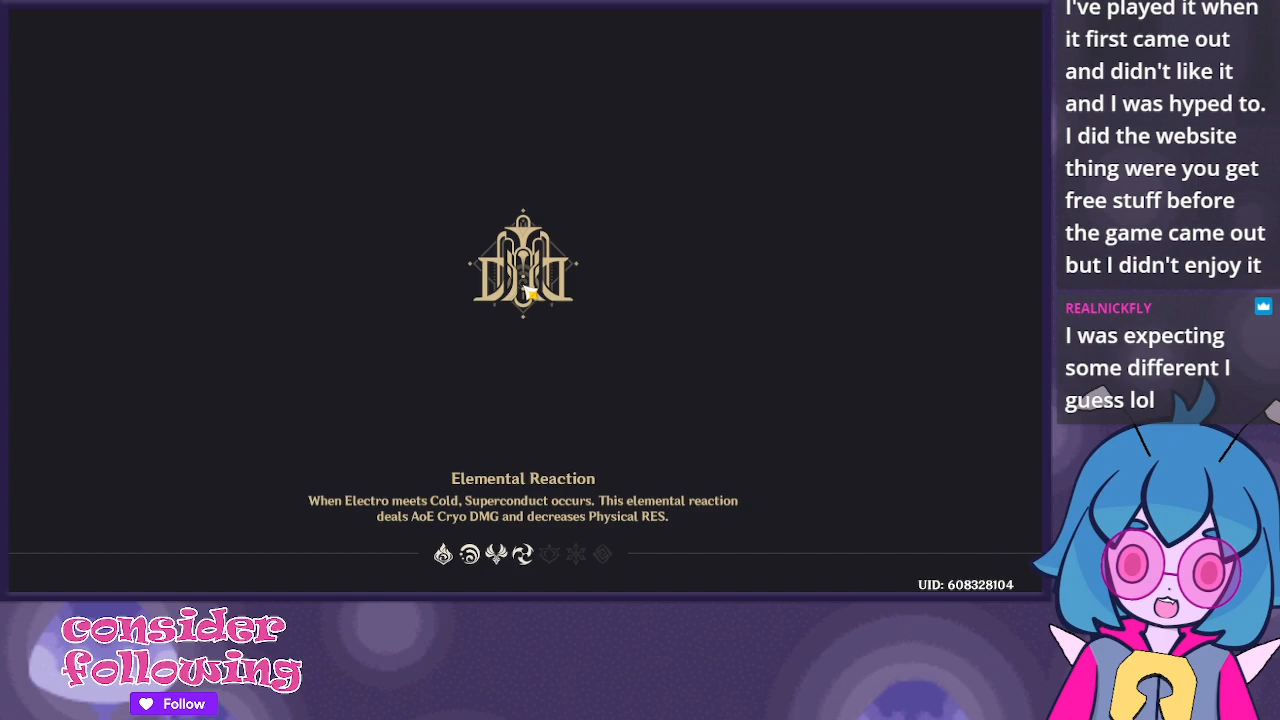 I've played it when
it first came out
and didn't like it
and I was hyped to.
I did the website
thing were you get
free stuff before
the game came out
but I didn't enjoy it
REALNICKFLY
I was expecting
some different I
guess lol
Elemental Reaction
When Electro meets Cold, Superconduct occurs. This elemental reaction
deals AoE Cryo DMG and decreases Physical RES.
UID: 608328104
consider
following
Follow